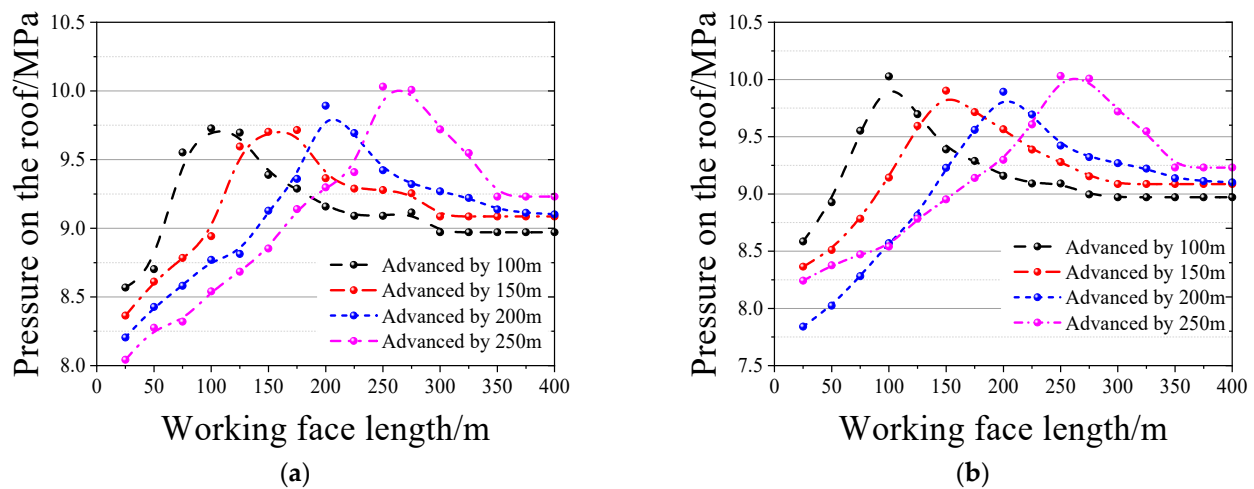 10.5
10.0
9.5
9.0
8.5
8.0
Pressure on the roof/MPa
Advanced by 100m
Advanced by 150m
Advanced by 200m
Advanced by 250m
0 50 100 150 200 250 300 350 400
Working face length/m
(a)
10.5
10.0
9.5
9.0
8.5
8.0
7.5
Pressure on the roof/MPa
Advanced by 100m
Advanced by 150m
Advanced by 200m
Advanced by 250m
0 50 100 150 200 250 300 350 400
Working face length/m
(b)